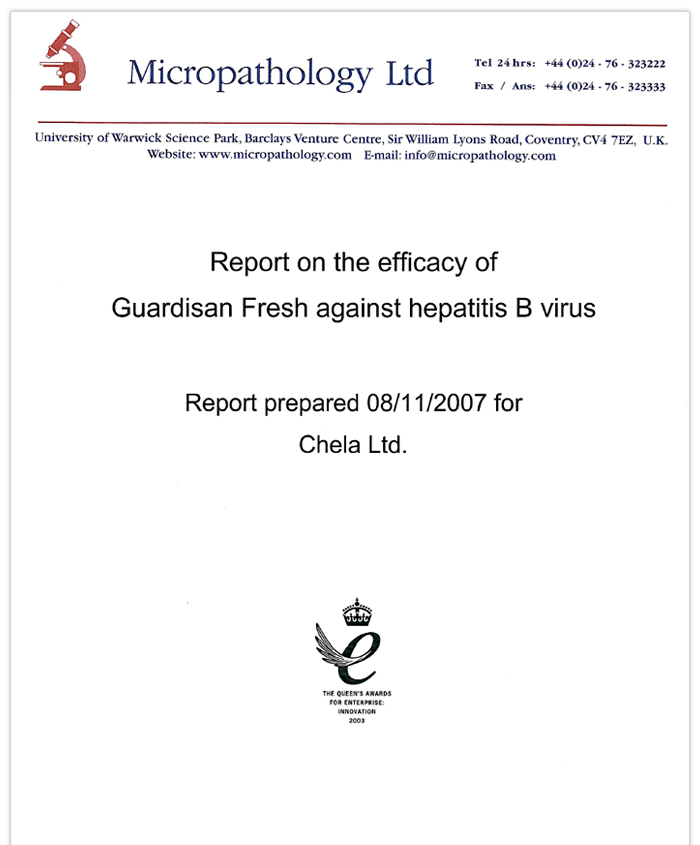 Micropathology Ltd
Tel 24 hrs: +44 (0)24 - 76 - 323222
Fax / Ans: +44 (0)24 - 76 - 323333
University of Warwick Science Park, Barclays Venture Centre, Sir William Lyons Road, Coventry, CV4 7EZ, U.K.
Website: www.micropathology.com E-mail: info@micropathology.com
Report on the efficacy of
Guardisan Fresh against hepatitis B virus
Report prepared 08/11/2007 for
Chela Ltd.
e
THE QUEEN'S AWARDS
FOR ENTERPRISE:
INNOVATION
2003